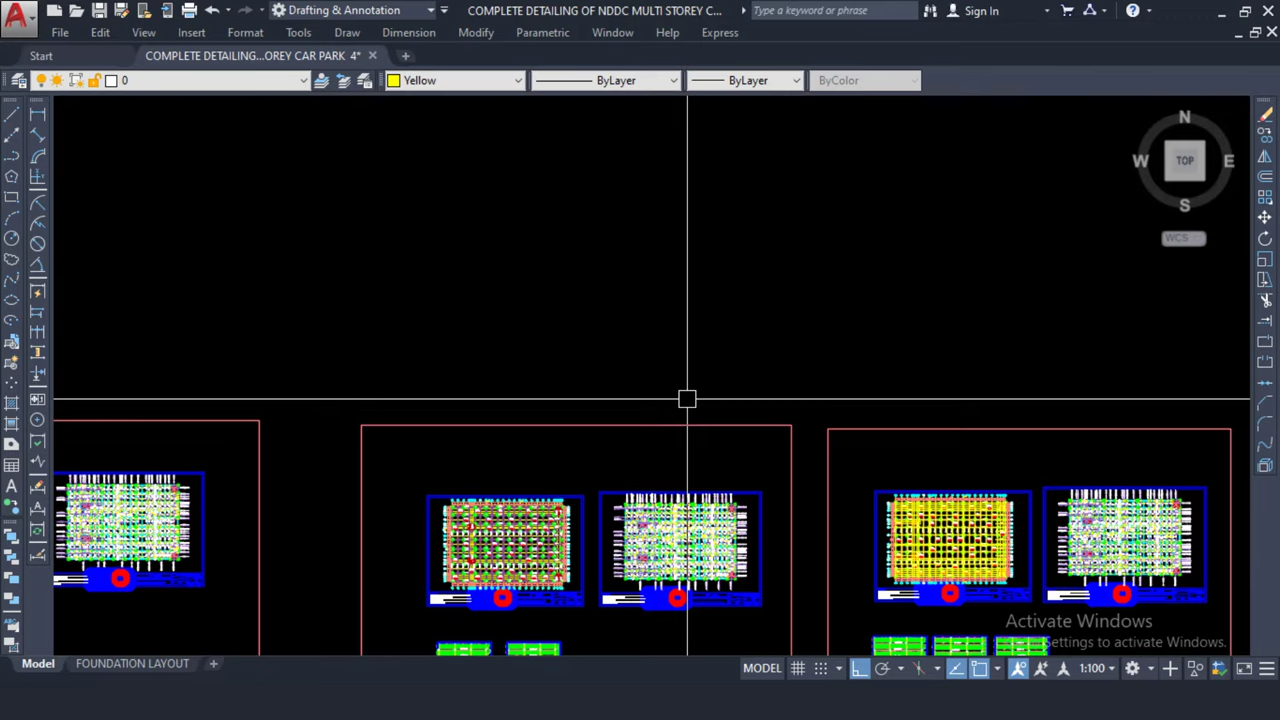 Drafting & Annotation
COMPLETE DETAILING OF NDDC MULTI STOREY C...
Type a keyword or phrase
Sign In
File Edit View Insert Format Tools Draw Dimension Modify Parametric Window Help Express
Start
COMPLETE DETAILING...OREY CAR PARK 4*
0
Yellow
ByLayer
ByLayer
ByColor
N
W TOP E
S
WCS
Activate Windows
Settings to activate Windows.
Model FOUNDATION LAYOUT
MODEL
1:100